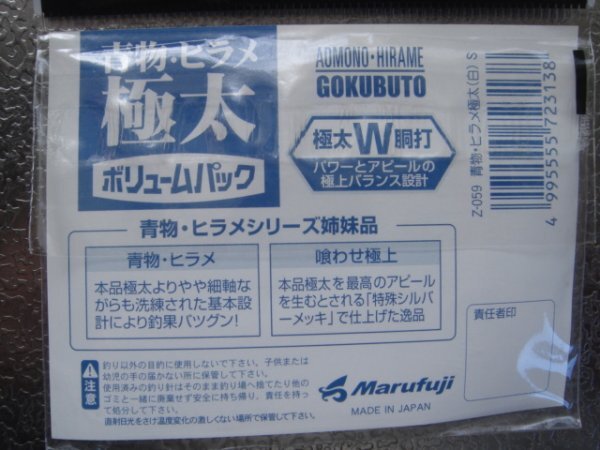 青物・ヒラメ
極太
ボリュームパック
AOMONO・HIRAME
GOKUBUTO
極太W胴打
パワーとアピールの
極上バランス設計
Z-059 青物・ヒラメ極太(白) S
4 995555 723138
青物・ヒラメシリーズ姉妹品
青物・ヒラメ
本品極太よりやや細軸な
がらも洗練された基本設
計により釣果バツグン!
喰わせ極上
本品極太を最高のアピール
を生むとされる「特殊シルバ
ーメッキ」で仕上げた逸品
責任者印
注意
釣り以外の目的に使用しないで下さい。子供または
幼児の手の届かない所に保管して下さい。
使用済みの釣り針はそのまま釣り場へ捨てたり他の
ゴミと一緒に廃棄せず安全に持ち帰り、責任を持っ
て処分して下さい。
直射日光をさけ温度変化の激しくない場所で保管して下さい。
Marufuji
MADE IN JAPAN